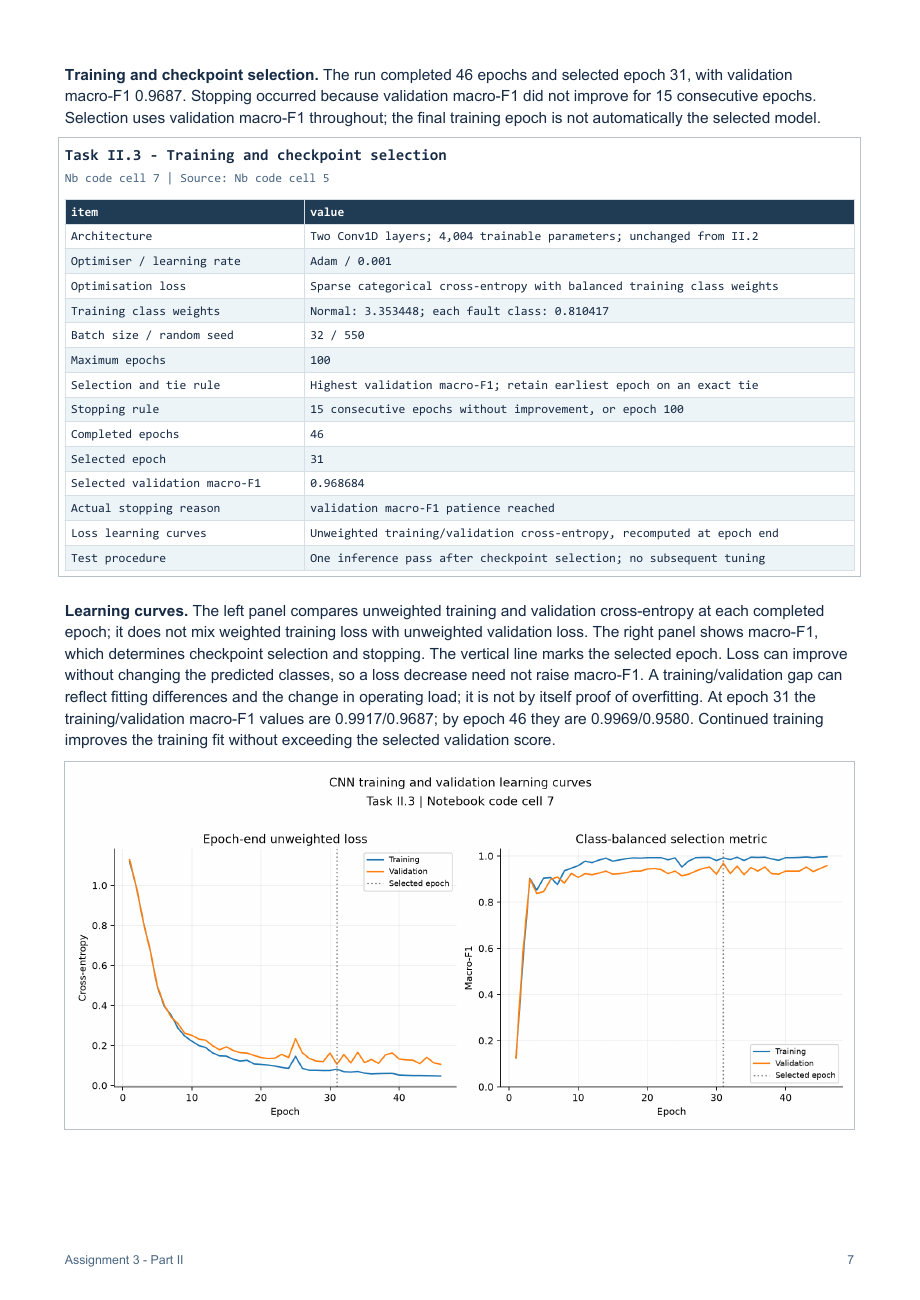 Training and checkpoint selection. The run completed 46 epochs and selected epoch 31, with validation
macro-F1 0.9687. Stopping occurred because validation macro-F1 did not improve for 15 consecutive epochs.
Selection uses validation macro-F1 throughout; the final training epoch is not automatically the selected model.
Task II.3 - Training and checkpoint selection
Nb code cell 7 | Source: Nb code cell 5
item value
Architecture Two Conv1D layers; 4,004 trainable parameters; unchanged from II.2
Optimiser / learning rate Adam / 0.001
Optimisation loss Sparse categorical cross-entropy with balanced training class weights
Training class weights Normal: 3.353448; each fault class: 0.810417
Batch size / random seed 32 / 550
Maximum epochs 100
Selection and tie rule Highest validation macro-F1; retain earliest epoch on an exact tie
Stopping rule 15 consecutive epochs without improvement, or epoch 100
Completed epochs 46
Selected epoch 31
Selected validation macro-F1 0.968684
Actual stopping reason validation macro-F1 patience reached
Loss learning curves Unweighted training/validation cross-entropy, recomputed at epoch end
Test procedure One inference pass after checkpoint selection; no subsequent tuning
Learning curves. The left panel compares unweighted training and validation cross-entropy at each completed
epoch; it does not mix weighted training loss with unweighted validation loss. The right panel shows macro-F1,
which determines checkpoint selection and stopping. The vertical line marks the selected epoch. Loss can improve
without changing the predicted classes, so a loss decrease need not raise macro-F1. A training/validation gap can
reflect fitting differences and the change in operating load; it is not by itself proof of overfitting. At epoch 31 the
training/validation macro-F1 values are 0.9917/0.9687; by epoch 46 they are 0.9969/0.9580. Continued training
improves the training fit without exceeding the selected validation score.
CNN training and validation learning curves
Task II.3 | Notebook code cell 7
Epoch-end unweighted loss
Training
Validation
Selected epoch
1.0
0.8
0.6
0.4
0.2
0.0
Cross-entropy
0 10 20 30 40
Epoch
Class-balanced selection metric
1.0
0.8
0.6
0.4
0.2
0.0
Macro-F1
Training
Validation
Selected epoch
0 10 20 30 40
Epoch
Assignment 3 - Part II 7